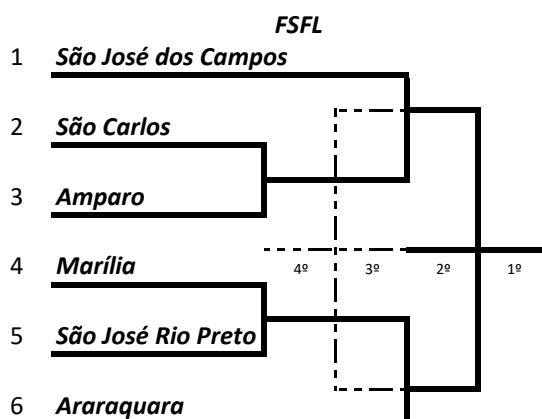 FSFL
1 São José dos Campos
2 São Carlos
3 Amparo
4º 3º 2º 1º
4 Marília
5 São José Rio Preto
6 Araraquara